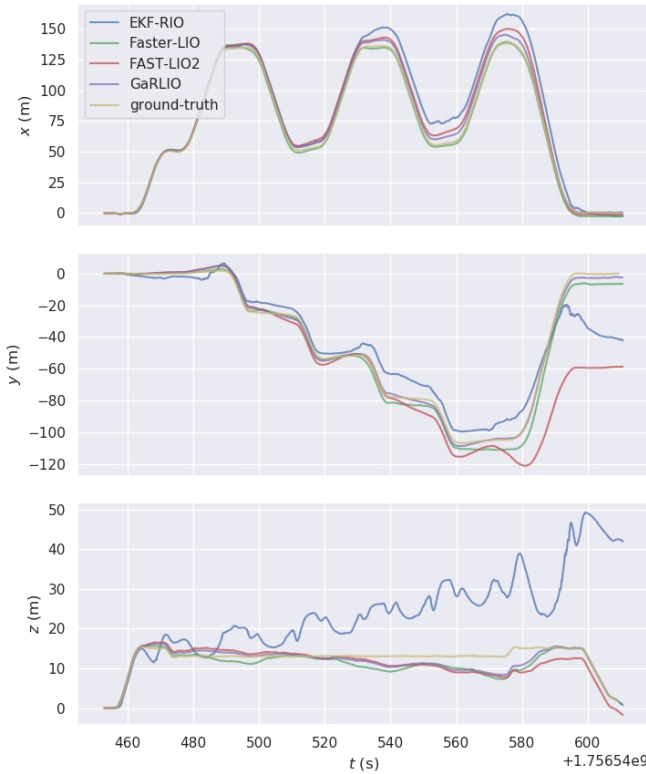 EKF-RIO
Faster-LIO
FAST-LIO2
GaRLIO
ground-truth
150
125
100
75
50
25
0
x (m)
0
−20
−40
−60
−80
−100
−120
y (m)
50
40
30
20
10
0
z (m)
460 480 500 520 540 560 580 600
t (s)
+1.75654e9